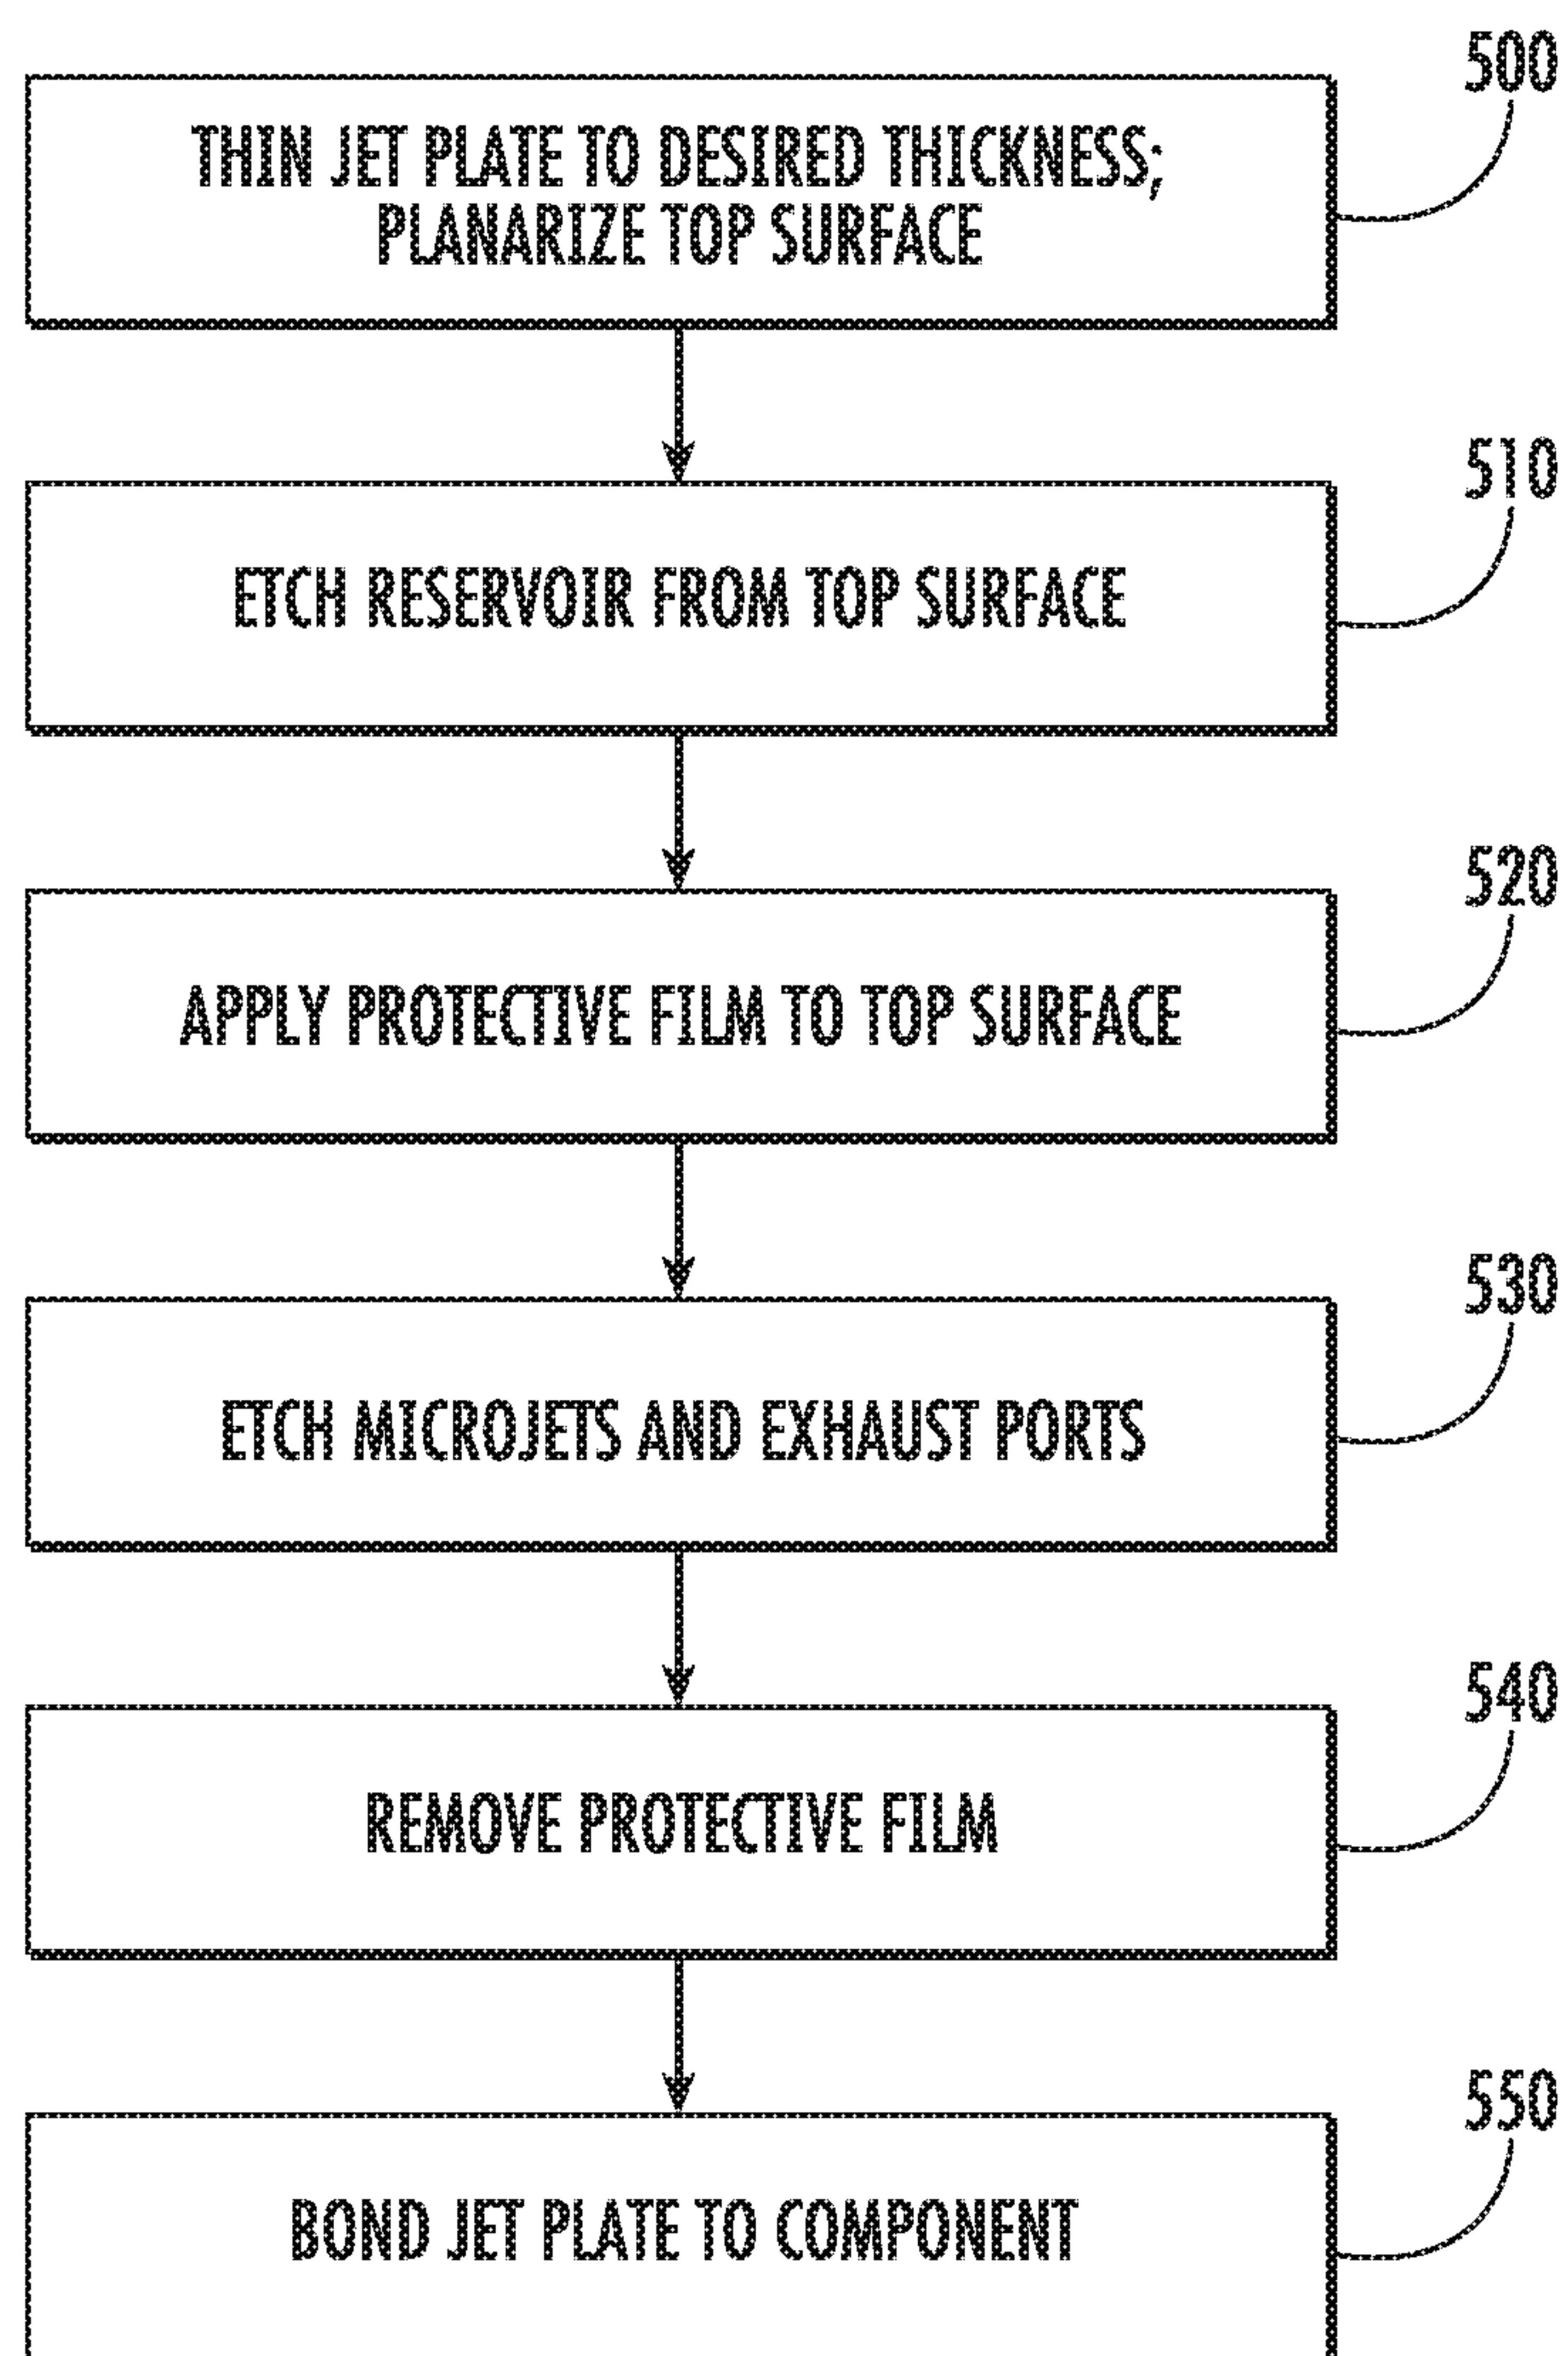 500
THIN JET PLATE TO DESIRED THICKNESS;
PLANARIZE TOP SURFACE
510
ETCH RESERVOIR FROM TOP SURFACE
520
APPLY PROTECTIVE FILM TO TOP SURFACE
530
ETCH MICROJETS AND EXHAUST PORTS
540
REMOVE PROTECTIVE FILM
550
BOND JET PLATE TO COMPONENT